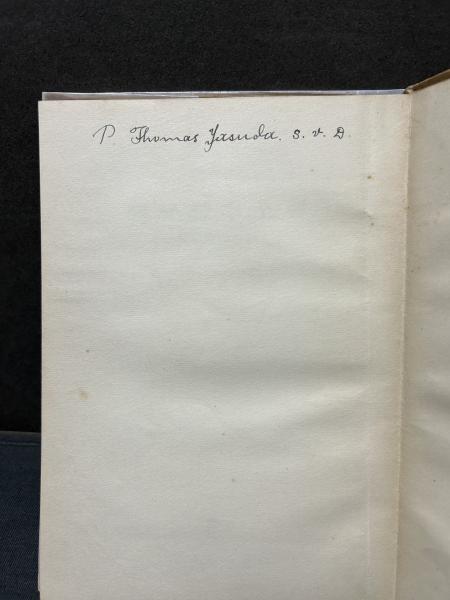 P. Thomas Yasuda. S. V. D.